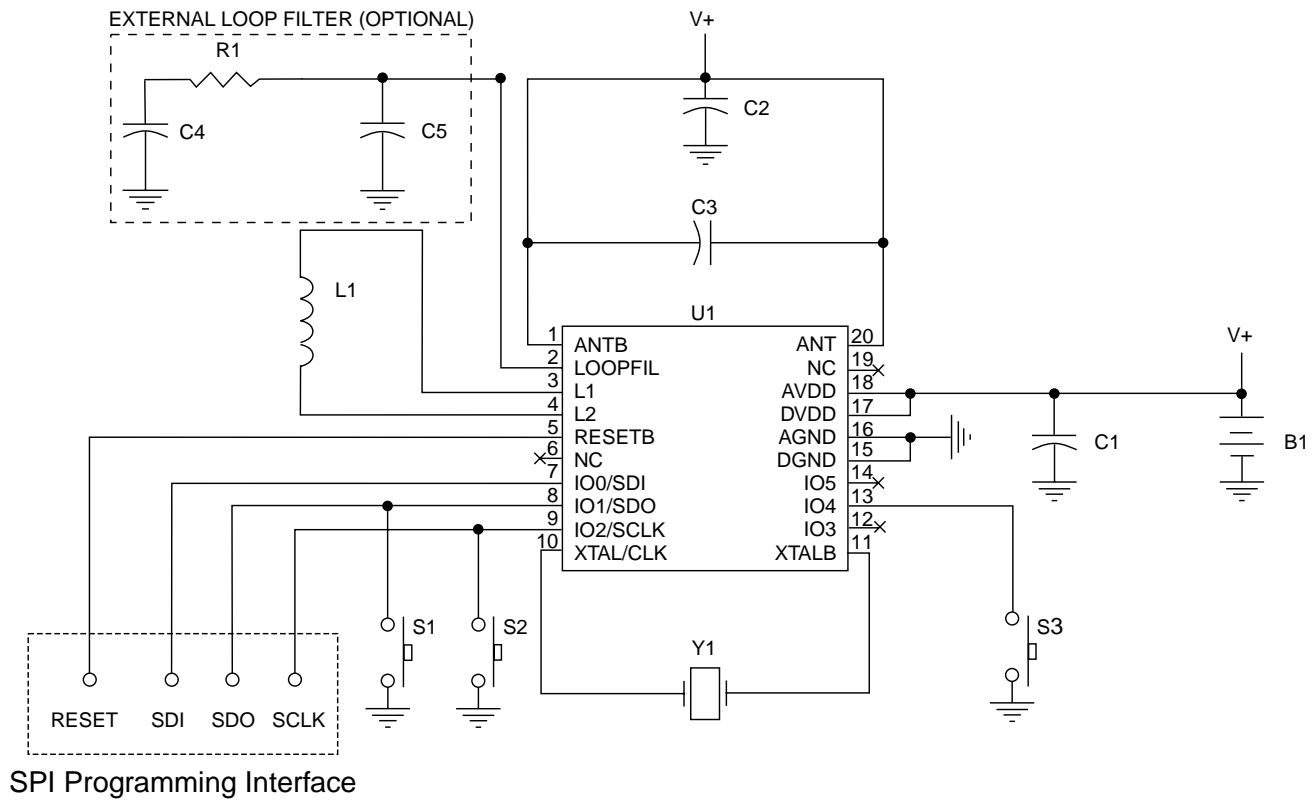 EXTERNAL LOOP FILTER (OPTIONAL)
V+
R1
C4
C5
C2
C3
L1
U1
V+
1 ANTB
2 LOOPFIL
3 L1
4 L2
5 RESETB
6 NC
7 IO0/SDI
8 IO1/SDO
9 IO2/SCLK
10 XTAL/CLK
ANT 20
NC 19
AVDD 18
DVDD 17
AGND 16
DGND 15
IO5 14
IO4 13
IO3 12
XTALB 11
C1
B1
S1
S2
Y1
S3
RESET SDI SDO SCLK
SPI Programming Interface